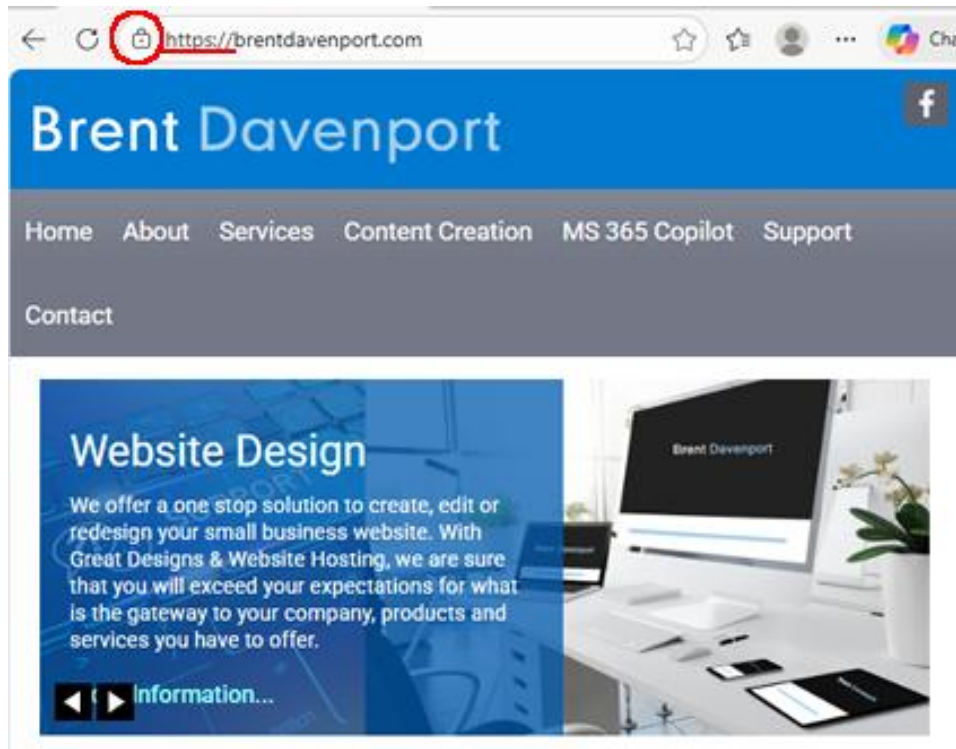 https://brentdavenport.com
Cha
f
Brent Davenport
Home About Services Content Creation MS 365 Copilot Support
Contact
Website Design
We offer a one stop solution to create, edit or
redesign your small business website. With
Great Designs & Website Hosting, we are sure
that you will exceed your expectations for what
is the gateway to your company, products and
services you have to offer.
Information...
Brent Davenport